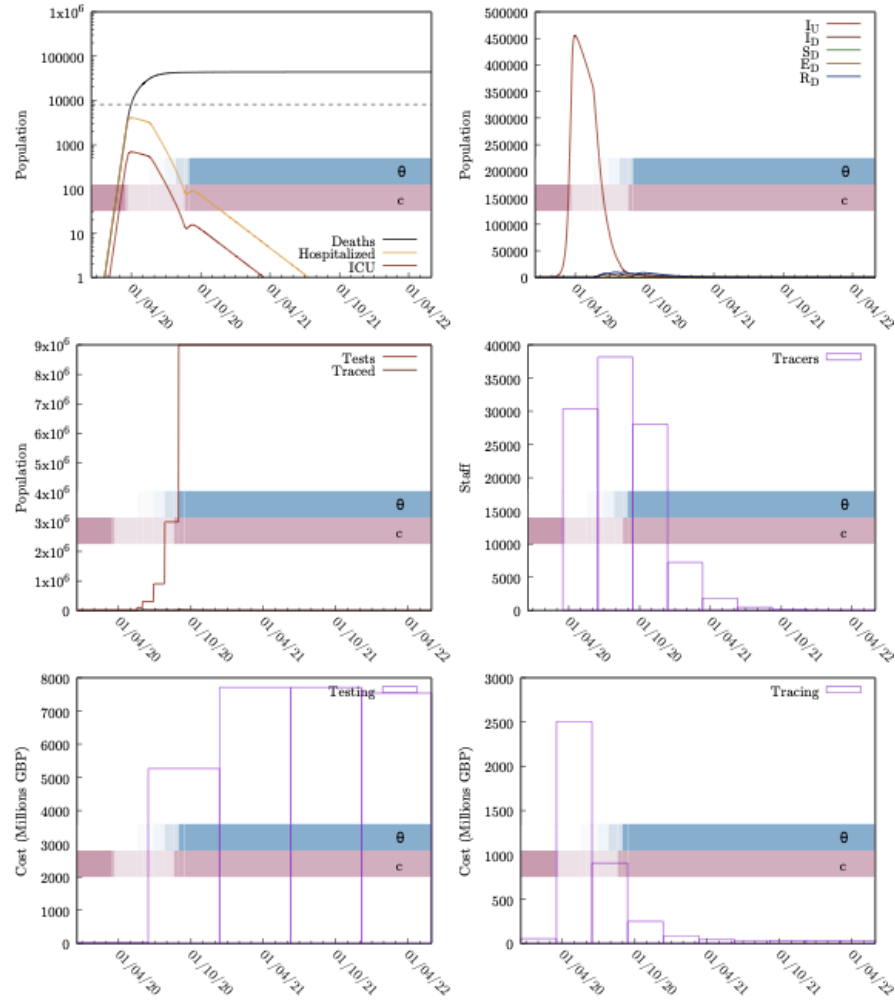 1x10⁶
100000
10000
1000
100
10
1
Population
θ
c
Deaths
Hospitalized
ICU
01/04/20
01/10/20
01/04/21
01/10/21
01/04/22
500000
450000
400000
350000
300000
250000
200000
150000
100000
50000
0
Population
I_U
I_D
S_D
E_D
R_D
θ
c
01/04/20
01/10/20
01/04/21
01/10/21
01/04/22
9x10⁶
8x10⁶
7x10⁶
6x10⁶
5x10⁶
4x10⁶
3x10⁶
2x10⁶
1x10⁶
0
Population
Tests
Traced
θ
c
01/04/20
01/10/20
01/04/21
01/10/21
01/04/22
40000
35000
30000
25000
20000
15000
10000
5000
0
Staff
Tracers
θ
c
01/04/20
01/10/20
01/04/21
01/10/21
01/04/22
8000
7000
6000
5000
4000
3000
2000
1000
0
Cost (Millions GBP)
Testing
θ
c
01/04/20
01/10/20
01/04/21
01/10/21
01/04/22
3000
2500
2000
1500
1000
500
0
Cost (Millions GBP)
Tracing
θ
c
01/04/20
01/10/20
01/04/21
01/10/21
01/04/22